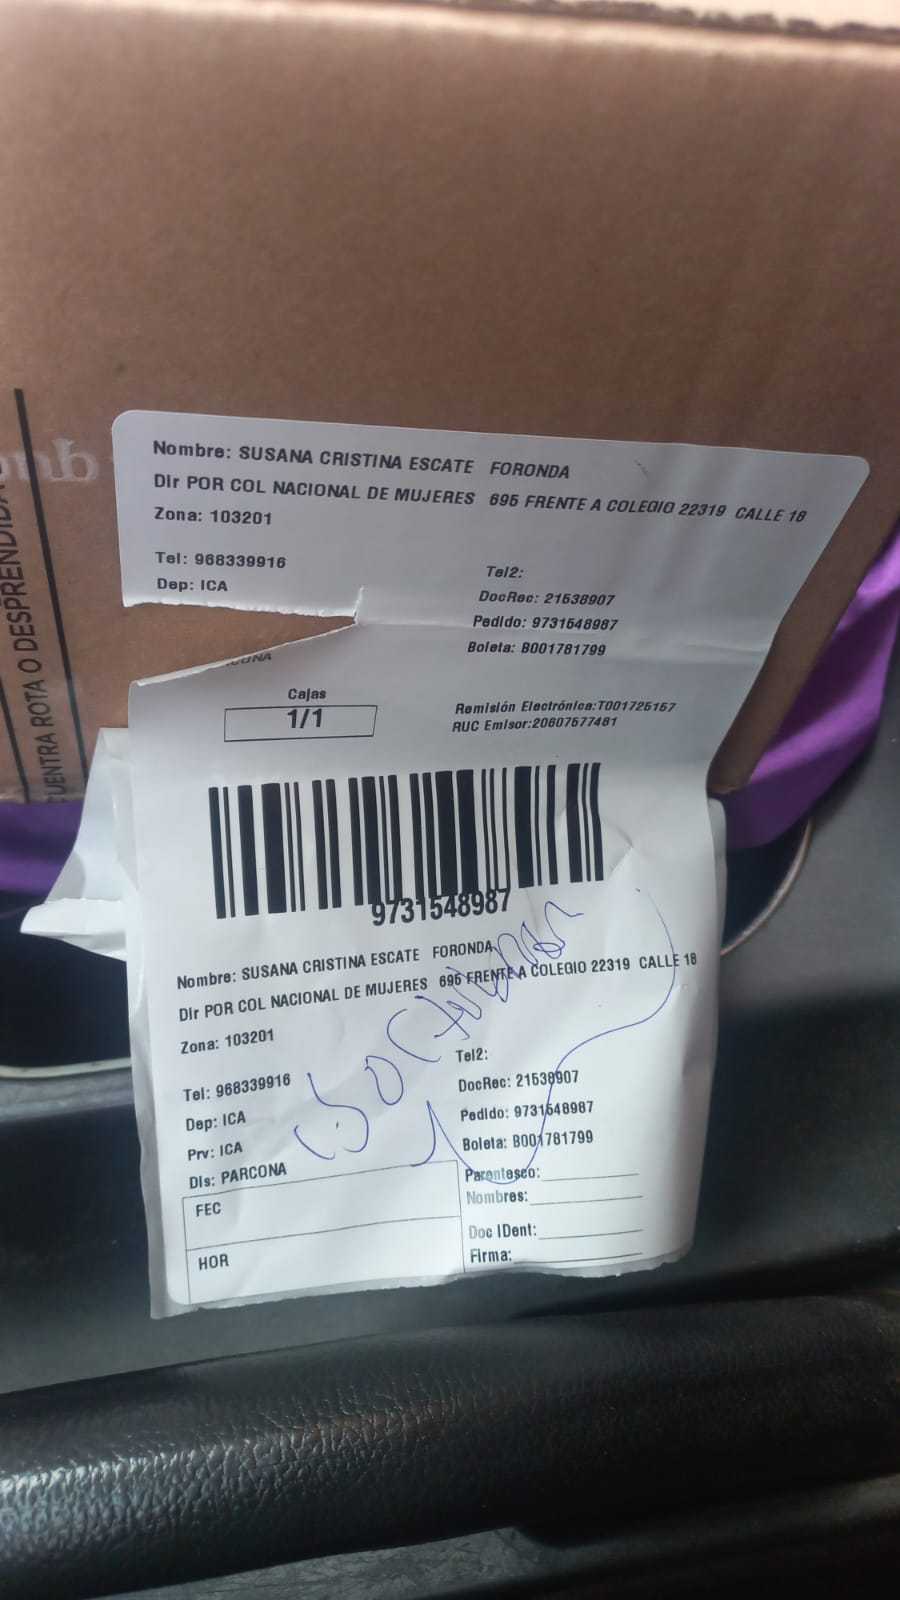 Nombre: SUSANA CRISTINA ESCATE FORONDA
Dir POR COL NACIONAL DE MUJERES 695 FRENTE A COLEGIO 22319 CALLE 18
Zona: 103201
Tel: 968339916
Tel2:
Dep: ICA
DocRec: 21538907
Pedido: 9731548987
Boleta: B001781799
Cajas
1/1
Remisión Electrónica:T001725157
RUC Emisor:20607577481
9731548987
Nombre: SUSANA CRISTINA ESCATE FORONDA
Dir POR COL NACIONAL DE MUJERES 695 FRENTE A COLEGIO 22319 CALLE 18
Zona: 103201
Tel2:
Tel: 968339916
DocRec: 21538907
Dep: ICA
Pedido: 9731548987
Prv: ICA
Boleta: B001781799
Dis: PARCONA
Parentesco:
FEC
Nombres:
Doc IDent:
HOR
Firma:
ROTA O DESPRENDIDA